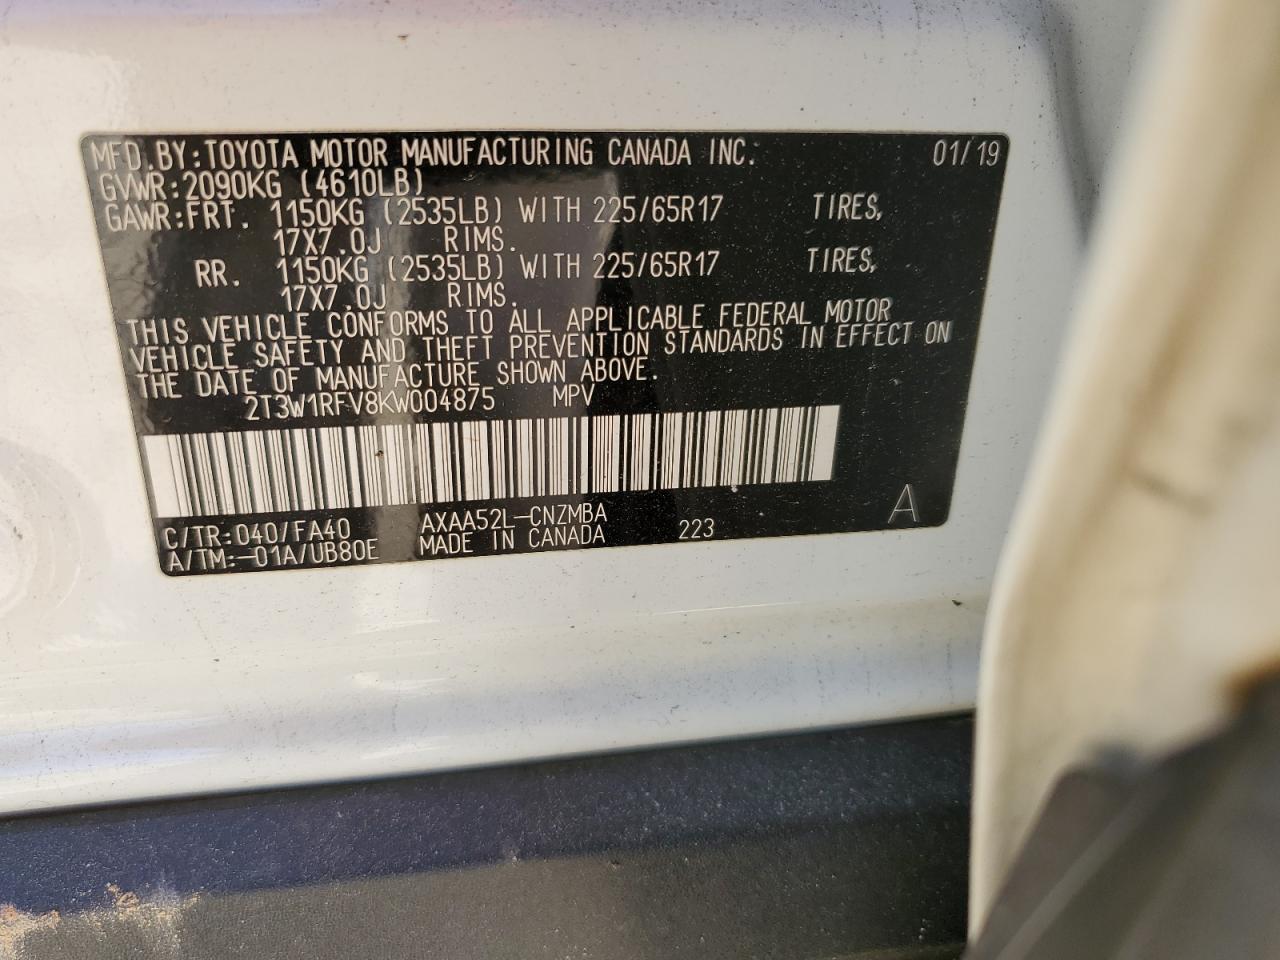 MFD.BY:TOYOTA MOTOR MANUFACTURING CANADA INC. 01/19
GVWR:2090KG (4610LB)
GAWR:FRT. 1150KG (2535LB) WITH 225/65R17 TIRES,
17X7.0J RIMS.
RR. 1150KG (2535LB) WITH 225/65R17 TIRES,
17X7.0J RIMS.
THIS VEHICLE CONFORMS TO ALL APPLICABLE FEDERAL MOTOR
VEHICLE SAFETY AND THEFT PREVENTION STANDARDS IN EFFECT ON
THE DATE OF MANUFACTURE SHOWN ABOVE.
2T3W1RFV8KW004875 MPV
C/TR:040/FA40 AXAA52L-CNZMBA A
A/TM:-01A/UB80E MADE IN CANADA 223